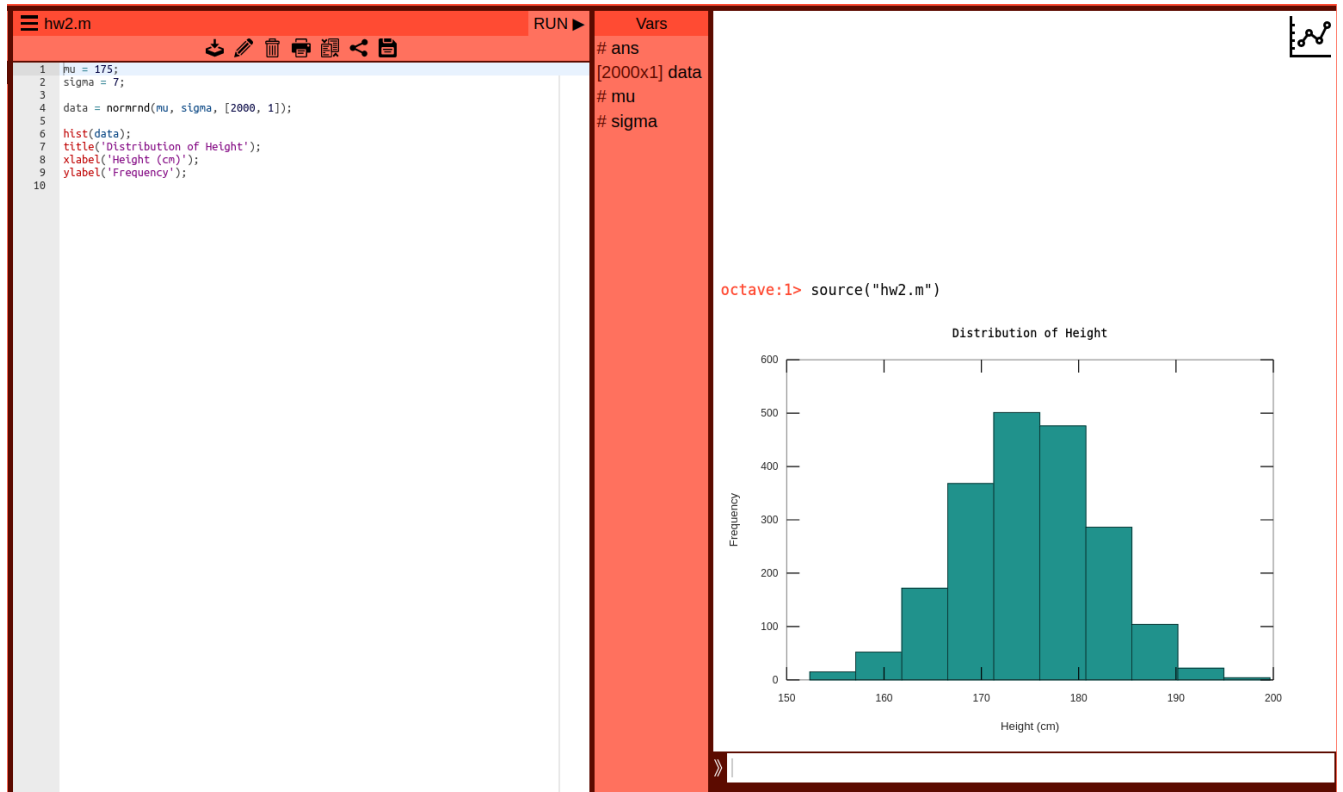 hw2.m
RUN ▶
1 mu = 175;
2 sigma = 7;
3
4 data = normrnd(mu, sigma, [2000, 1]);
5
6 hist(data);
7 title('Distribution of Height');
8 xlabel('Height (cm)');
9 ylabel('Frequency');
10
Vars
# ans
[2000x1] data
# mu
# sigma
octave:1> source("hw2.m")
Distribution of Height
600
500
400
300
200
100
0
Frequency
150 160 170 180 190 200
Height (cm)
⟫